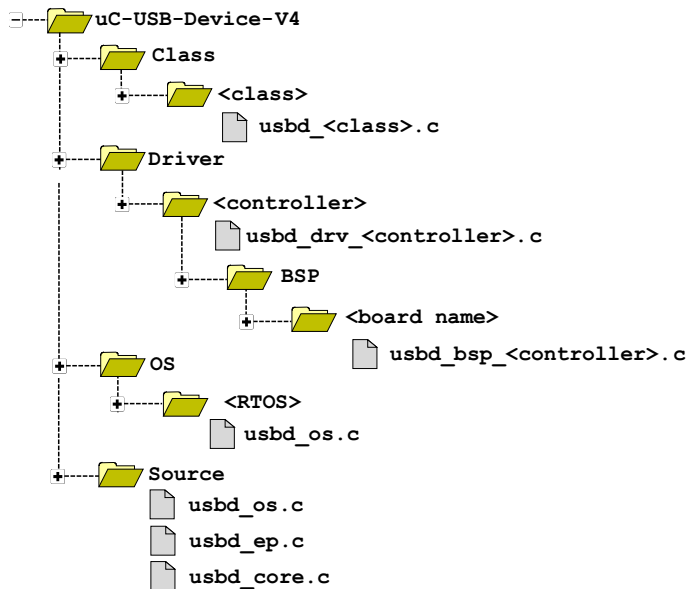 uC-USB-Device-V4
Class
<class>
usbd_<class>.c
Driver
<controller>
usbd_drv_<controller>.c
BSP
<board name>
usbd_bsp_<controller>.c
OS
<RTOS>
usbd_os.c
Source
usbd_os.c
usbd_ep.c
usbd_core.c